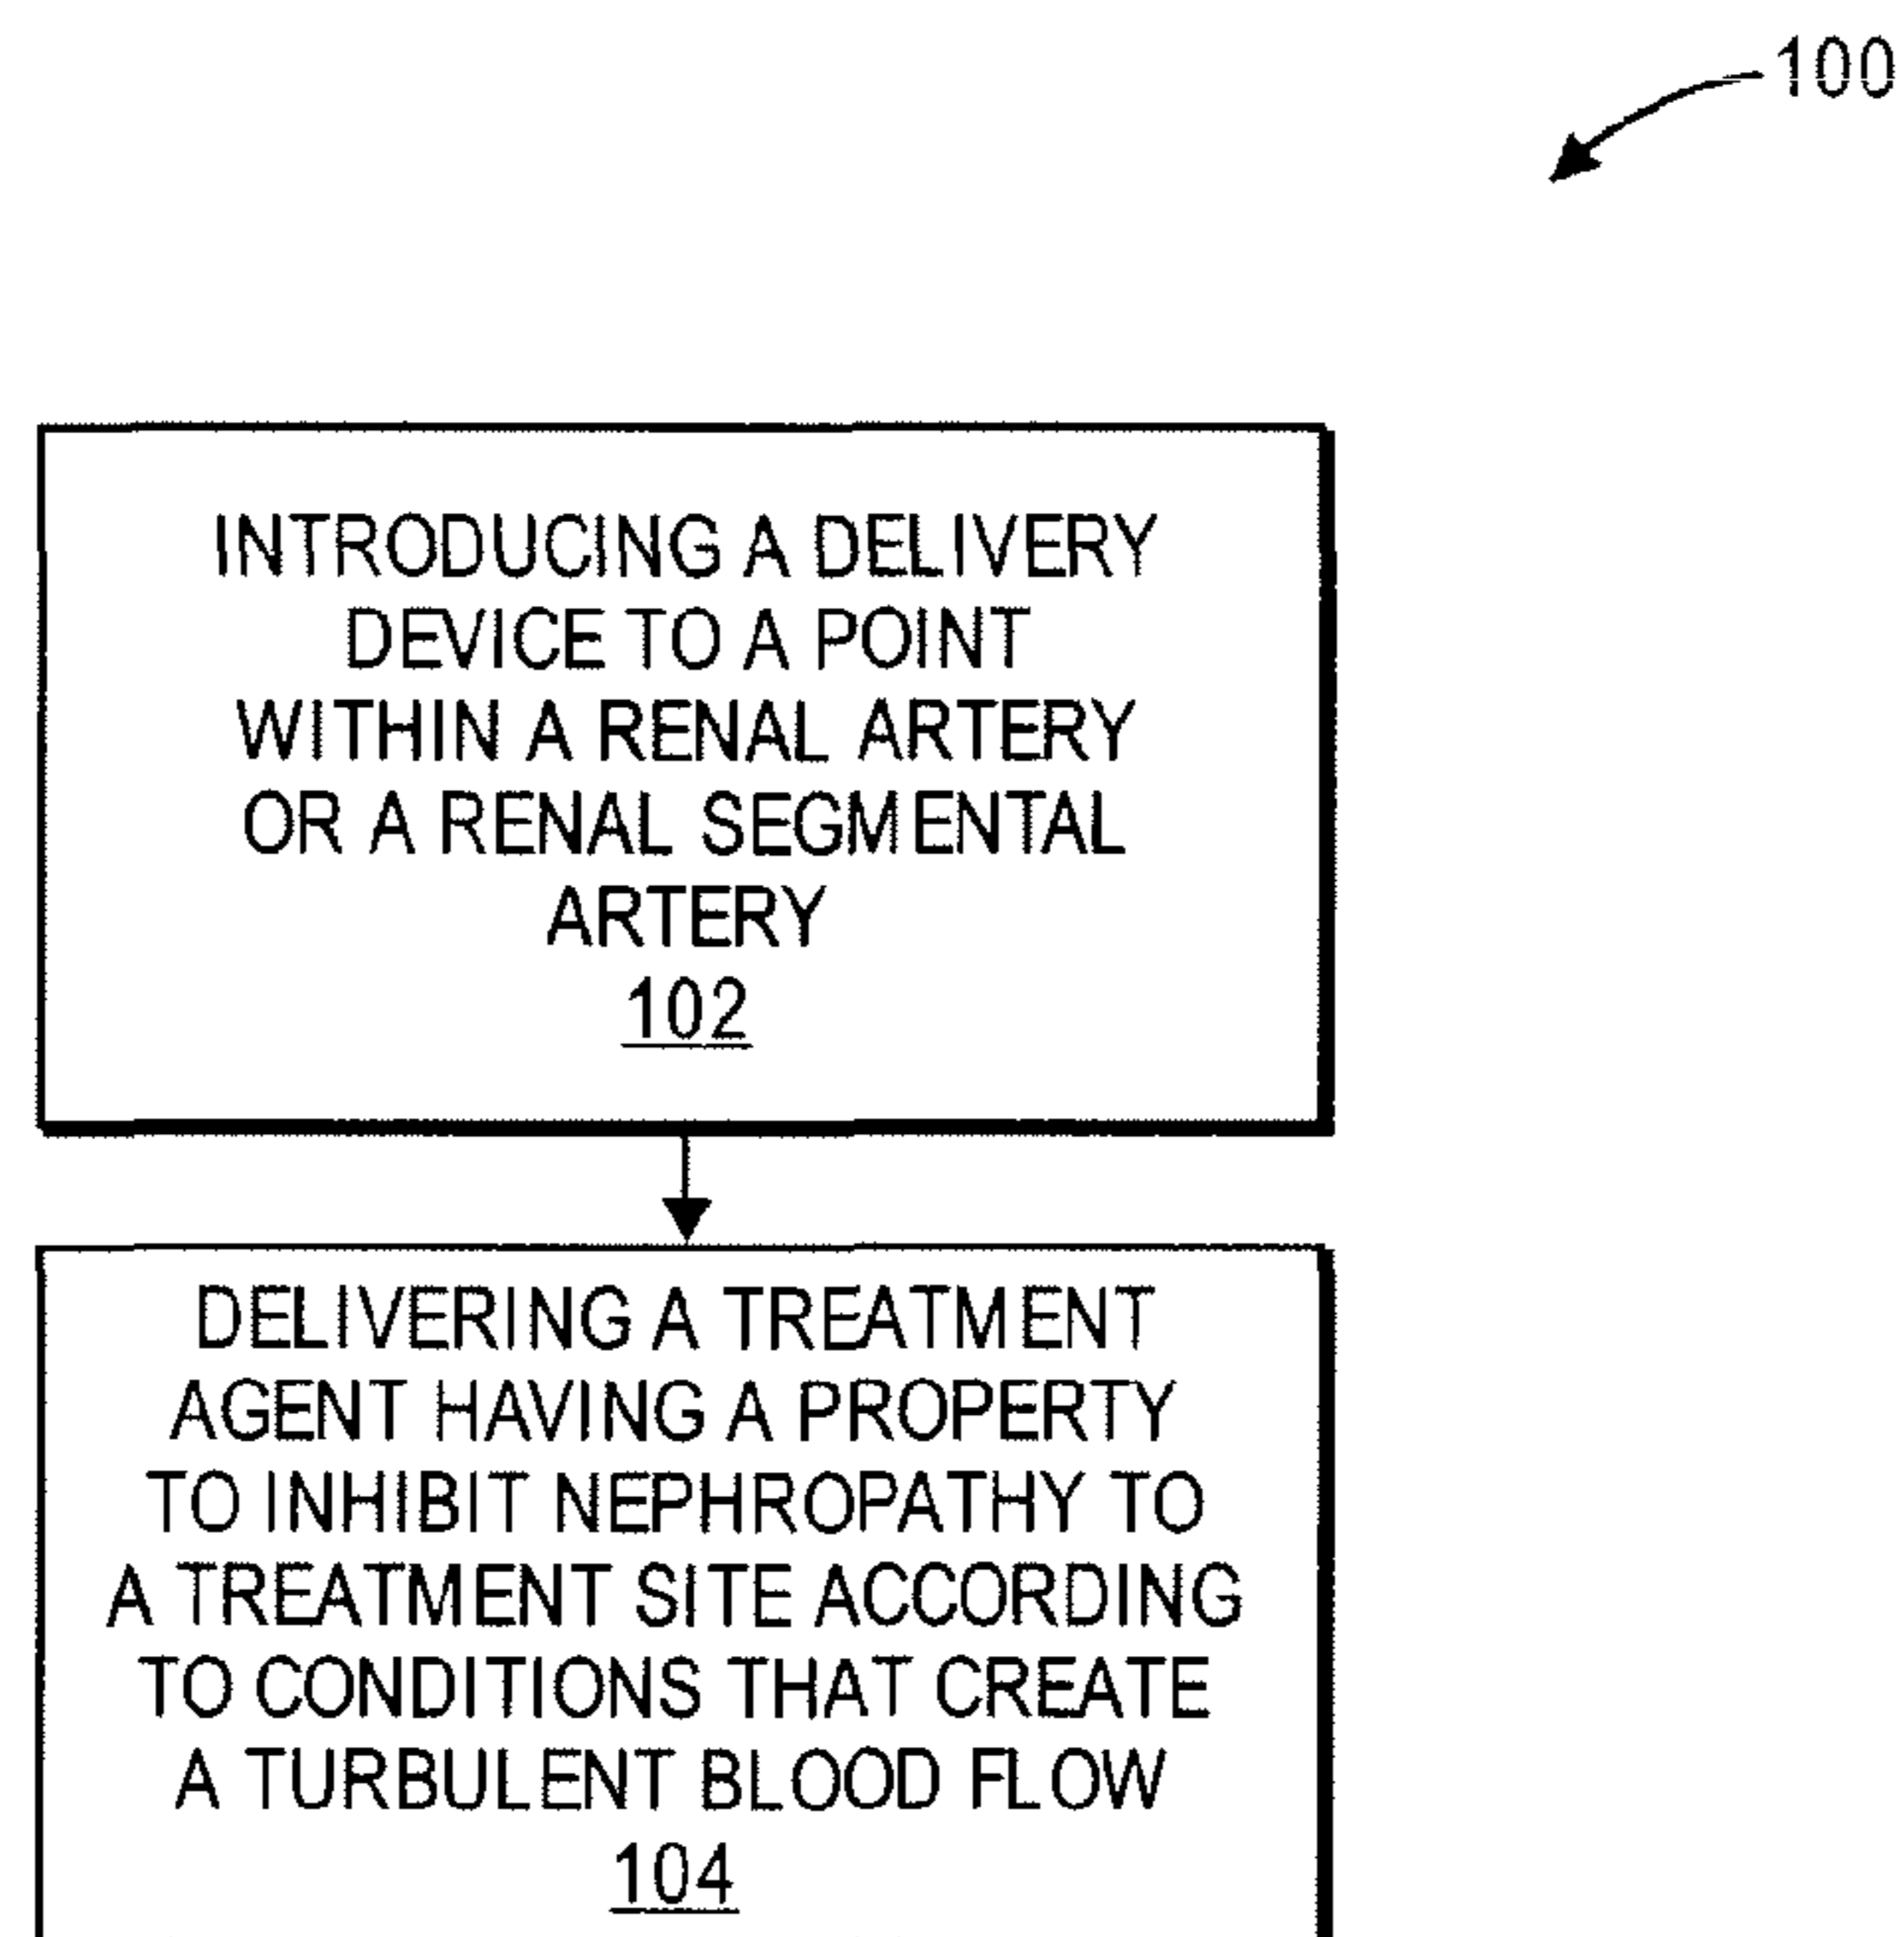 100
INTRODUCING A DELIVERY
DEVICE TO A POINT
WITHIN A RENAL ARTERY
OR A RENAL SEGMENTAL
ARTERY
102
DELIVERING A TREATMENT
AGENT HAVING A PROPERTY
TO INHIBIT NEPHROPATHY TO
A TREATMENT SITE ACCORDING
TO CONDITIONS THAT CREATE
A TURBULENT BLOOD FLOW
104